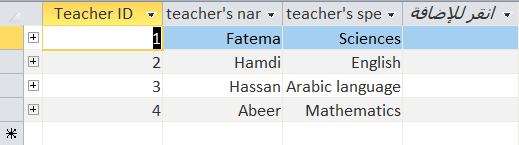 Teacher ID teacher's nar teacher's spe انقر للإضافة
1 Fatema Sciences
2 Hamdi English
3 Hassan Arabic language
4 Abeer Mathematics